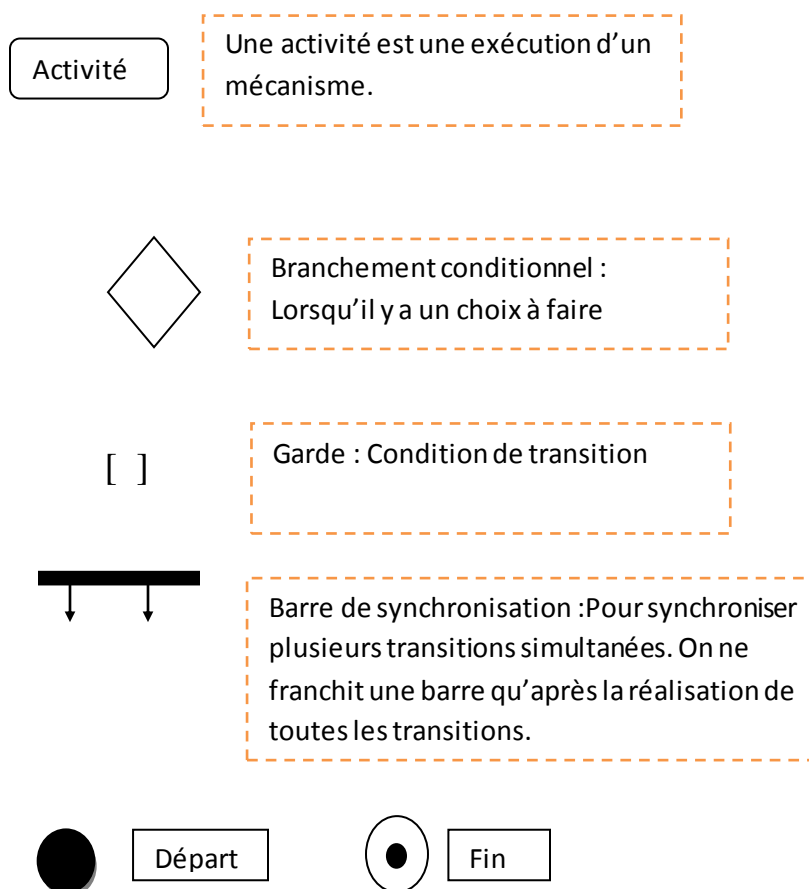 Activité
Une activité est une exécution d’un
mécanisme.
Branchement conditionnel :
Lorsqu’il y a un choix à faire
[ ]
Garde : Condition de transition
Barre de synchronisation :Pour synchroniser
plusieurs transitions simultanées. On ne
franchit une barre qu’après la réalisation de
toutes les transitions.
Départ
Fin